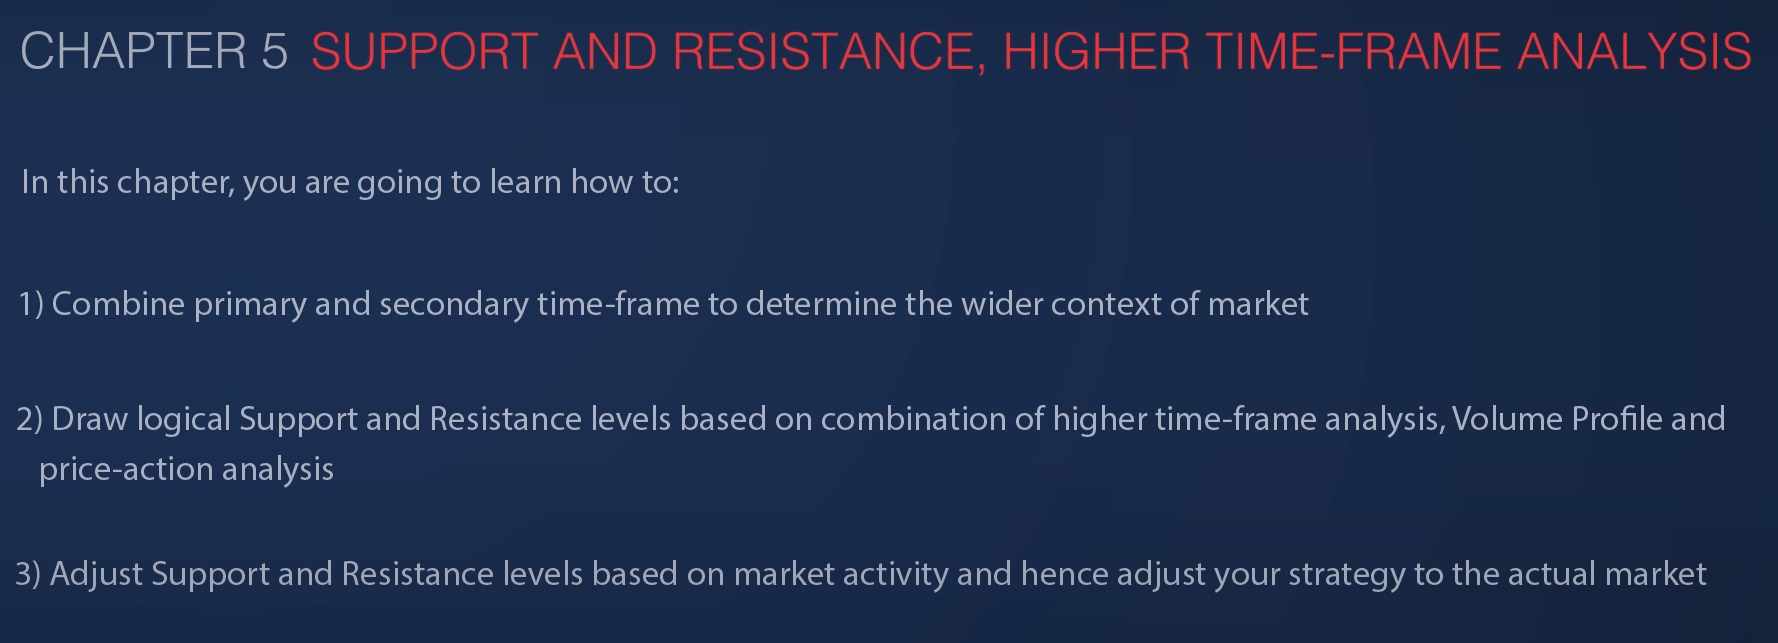 CHAPTER 5 SUPPORT AND RESISTANCE, HIGHER TIME-FRAME ANALYSIS
In this chapter, you are going to learn how to:
1) Combine primary and secondary time-frame to determine the wider context of market
2) Draw logical Support and Resistance levels based on combination of higher time-frame analysis, Volume Profile and
price-action analysis
3) Adjust Support and Resistance levels based on market activity and hence adjust your strategy to the actual market